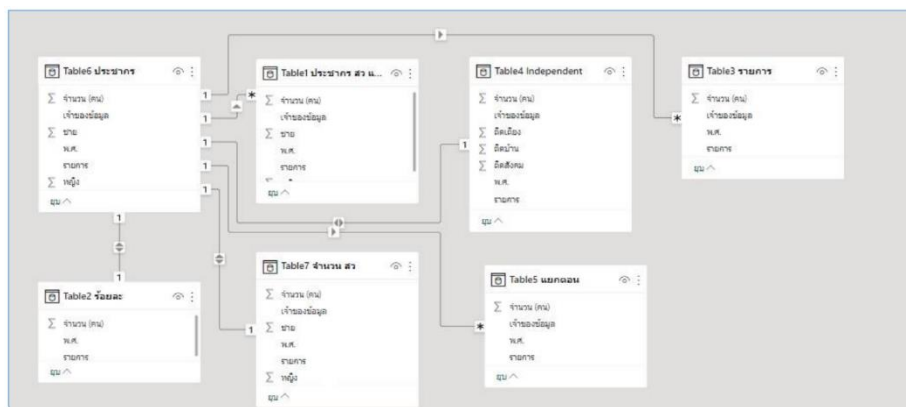 Table6 ประชากร
จำนวน (คน)
เจ้าของข้อมูล
ชาย
พ.ศ.
รายการ
หญิง
ยุบ
Table1 ประชากร สว แ...
จำนวน (คน)
เจ้าของข้อมูล
ชาย
พ.ศ.
รายการ
ยุบ
Table4 Independent
จำนวน (คน)
เจ้าของข้อมูล
ติดเตียง
ติดบ้าน
ติดสังคม
พ.ศ.
รายการ
ยุบ
Table3 รายการ
จำนวน (คน)
เจ้าของข้อมูล
พ.ศ.
รายการ
ยุบ
Table2 ร้อยละ
จำนวน (คน)
เจ้าของข้อมูล
พ.ศ.
รายการ
ยุบ
Table7 จำนวน สว
จำนวน (คน)
เจ้าของข้อมูล
ชาย
พ.ศ.
รายการ
หญิง
ยุบ
Table5 แยกตอน
จำนวน (คน)
เจ้าของข้อมูล
พ.ศ.
รายการ
ยุบ
1
1
1
1
1
1
1
1
1
*
*
*